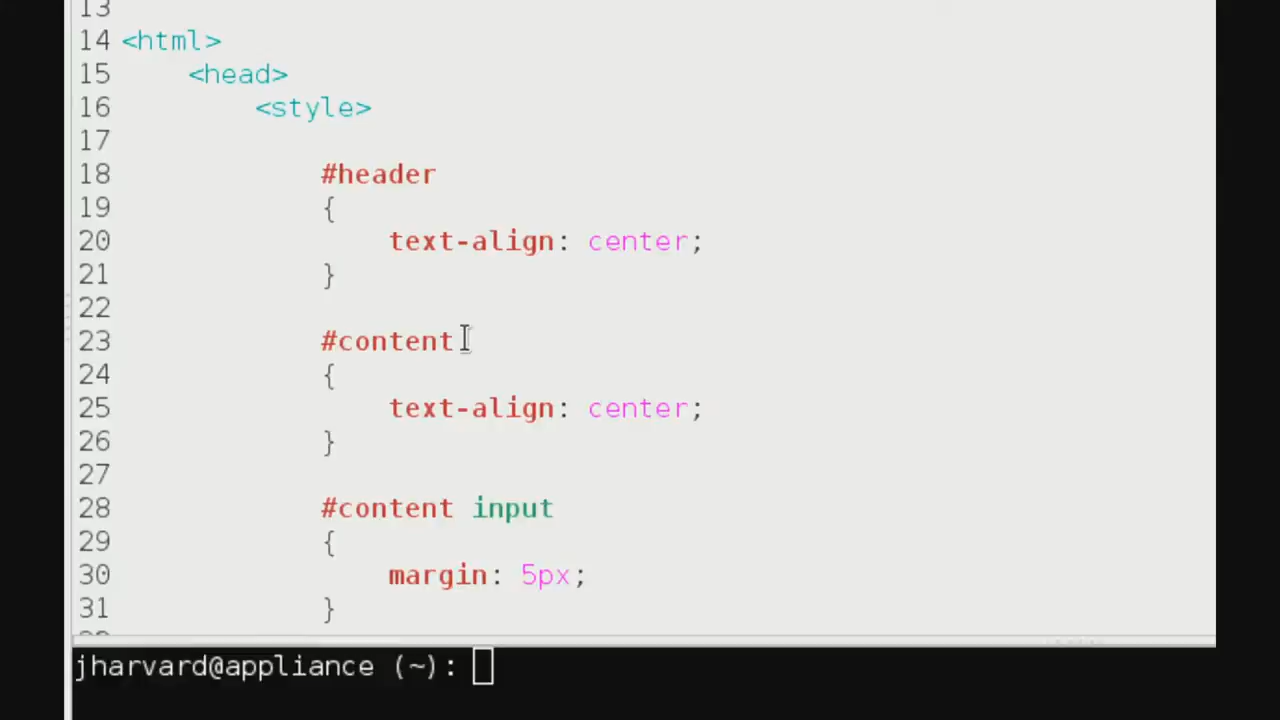 13
14 <html>
15 <head>
16 <style>
17
18 #header
19 {
20 text-align: center;
21 }
22
23 #content
24 {
25 text-align: center;
26 }
27
28 #content input
29 {
30 margin: 5px;
31 }
jharvard@appliance (~):